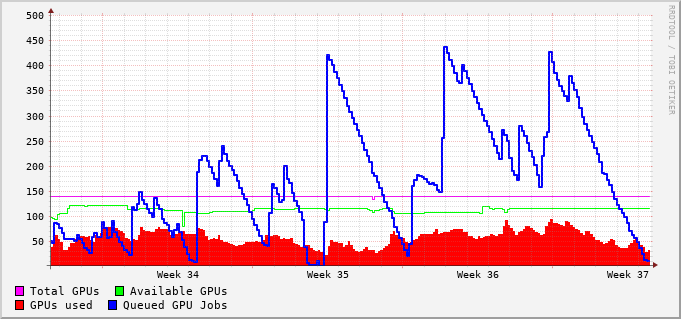 500
450
400
350
300
250
200
150
100
50
RRDTOOL / TOBI OETIKER
Week 34 Week 35 Week 36 Week 37
Total GPUs Available GPUs
GPUs used Queued GPU Jobs